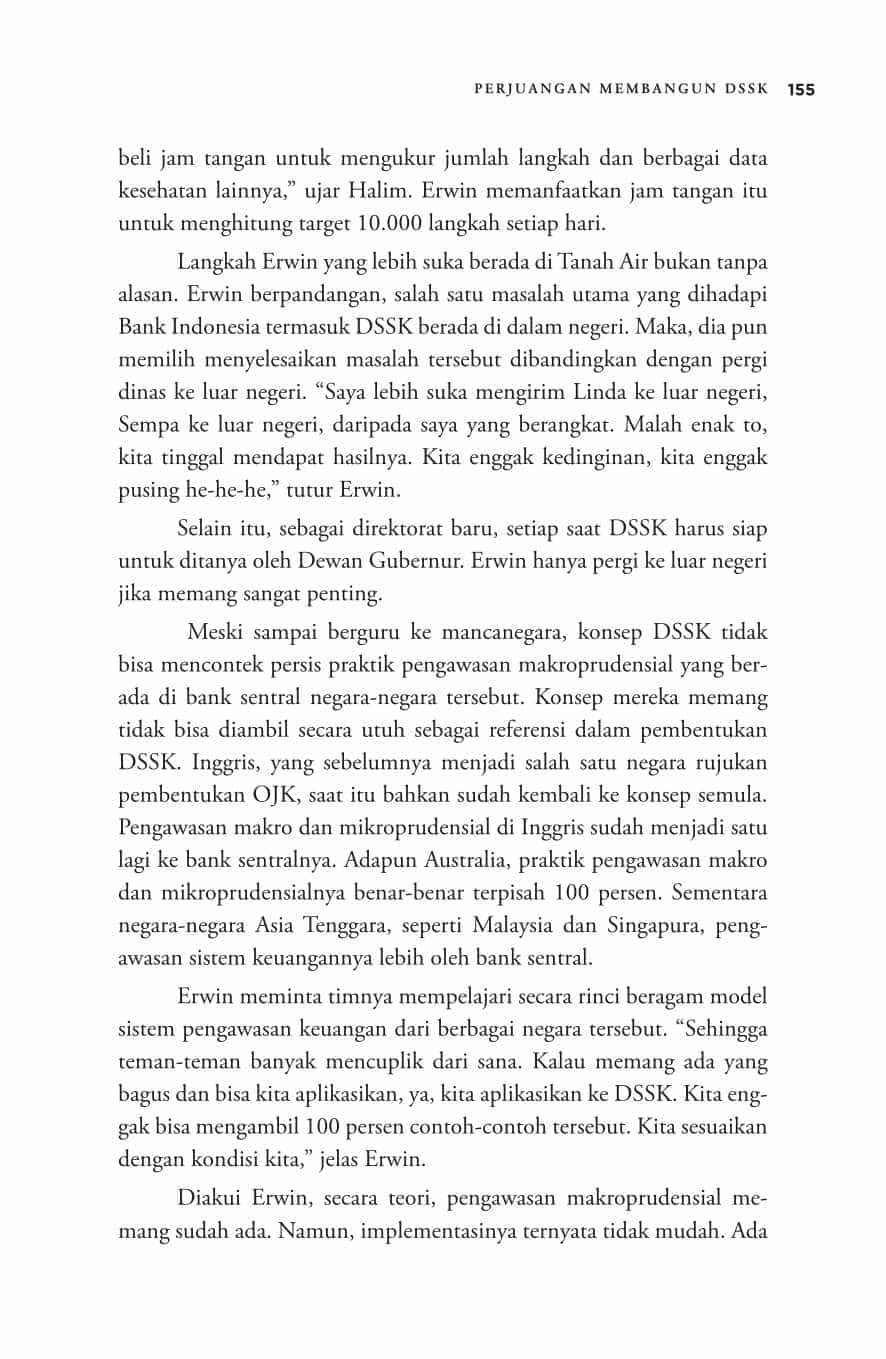 PERJUANGAN MEMBANGUN DSSK 155
beli jam tangan untuk mengukur jumlah langkah dan berbagai data
kesehatan lainnya,” ujar Halim. Erwin memanfaatkan jam tangan itu
untuk menghitung target 10.000 langkah setiap hari.
Langkah Erwin yang lebih suka berada di Tanah Air bukan tanpa
alasan. Erwin berpandangan, salah satu masalah utama yang dihadapi
Bank Indonesia termasuk DSSK berada di dalam negeri. Maka, dia pun
memilih menyelesaikan masalah tersebut dibandingkan dengan pergi
dinas ke luar negeri. “Saya lebih suka mengirim Linda ke luar negeri,
Sempa ke luar negeri, daripada saya yang berangkat. Malah enak to,
kita tinggal mendapat hasilnya. Kita enggak kedinginan, kita enggak
pusing he-he-he,” tutur Erwin.
Selain itu, sebagai direktorat baru, setiap saat DSSK harus siap
untuk ditanya oleh Dewan Gubernur. Erwin hanya pergi ke luar negeri
jika memang sangat penting.
Meski sampai berguru ke mancanegara, konsep DSSK tidak
bisa mencontek persis praktik pengawasan makroprudensial yang ber-
ada di bank sentral negara-negara tersebut. Konsep mereka memang
tidak bisa diambil secara utuh sebagai referensi dalam pembentukan
DSSK. Inggris, yang sebelumnya menjadi salah satu negara rujukan
pembentukan OJK, saat itu bahkan sudah kembali ke konsep semula.
Pengawasan makro dan mikroprudensial di Inggris sudah menjadi satu
lagi ke bank sentralnya. Adapun Australia, praktik pengawasan makro
dan mikroprudensialnya benar-benar terpisah 100 persen. Sementara
negara-negara Asia Tenggara, seperti Malaysia dan Singapura, peng-
awasan sistem keuangannya lebih oleh bank sentral.
Erwin meminta timnya mempelajari secara rinci beragam model
sistem pengawasan keuangan dari berbagai negara tersebut. “Sehingga
teman-teman banyak mencuplik dari sana. Kalau memang ada yang
bagus dan bisa kita aplikasikan, ya, kita aplikasikan ke DSSK. Kita eng-
gak bisa mengambil 100 persen contoh-contoh tersebut. Kita sesuaikan
dengan kondisi kita,” jelas Erwin.
Diakui Erwin, secara teori, pengawasan makroprudensial me-
mang sudah ada. Namun, implementasinya ternyata tidak mudah. Ada